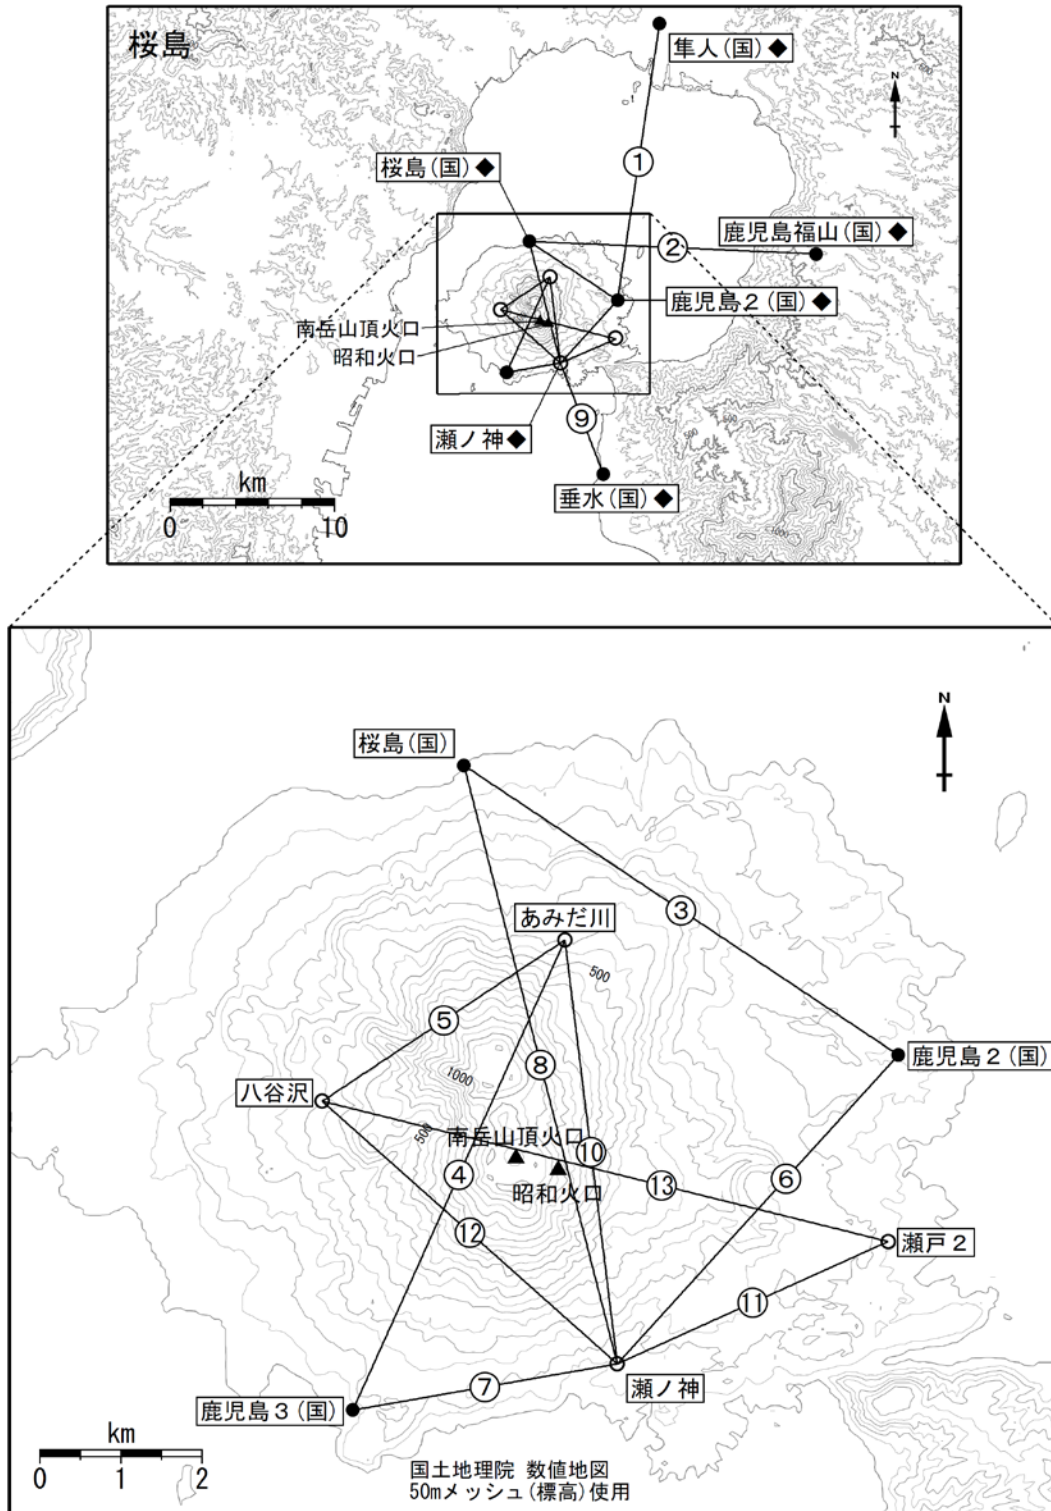 桜島
隼人(国)◆
N
①
桜島(国)◆
鹿児島福山(国)◆
②
鹿児島2(国)◆
南岳山頂火口
昭和火口
⑨
瀬ノ神◆
垂水(国)◆
km
0 10
500
500
1000
N
桜島(国)
③
あみだ川
500
⑤
⑧
鹿児島2(国)
1000
八谷沢
500
南岳山頂火口
⑩
④
⑬
⑥
昭和火口
⑫
瀬戸2
⑪
⑦
瀬ノ神
鹿児島3(国)
km
0 1 2
国土地理院 数値地図
50mメッシュ(標高)使用